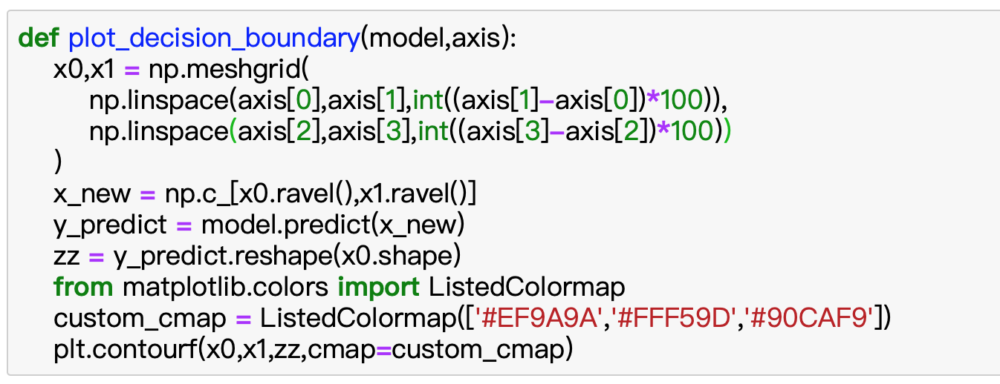 def plot_decision_boundary(model,axis):
    x0,x1 = np.meshgrid(
        np.linspace(axis[0],axis[1],int((axis[1]-axis[0])*100)),
        np.linspace(axis[2],axis[3],int((axis[3]-axis[2])*100))
    )
    x_new = np.c_[x0.ravel(),x1.ravel()]
    y_predict = model.predict(x_new)
    zz = y_predict.reshape(x0.shape)
    from matplotlib.colors import ListedColormap
    custom_cmap = ListedColormap(['#EF9A9A','#FFF59D','#90CAF9'])
    plt.contourf(x0,x1,zz,cmap=custom_cmap)